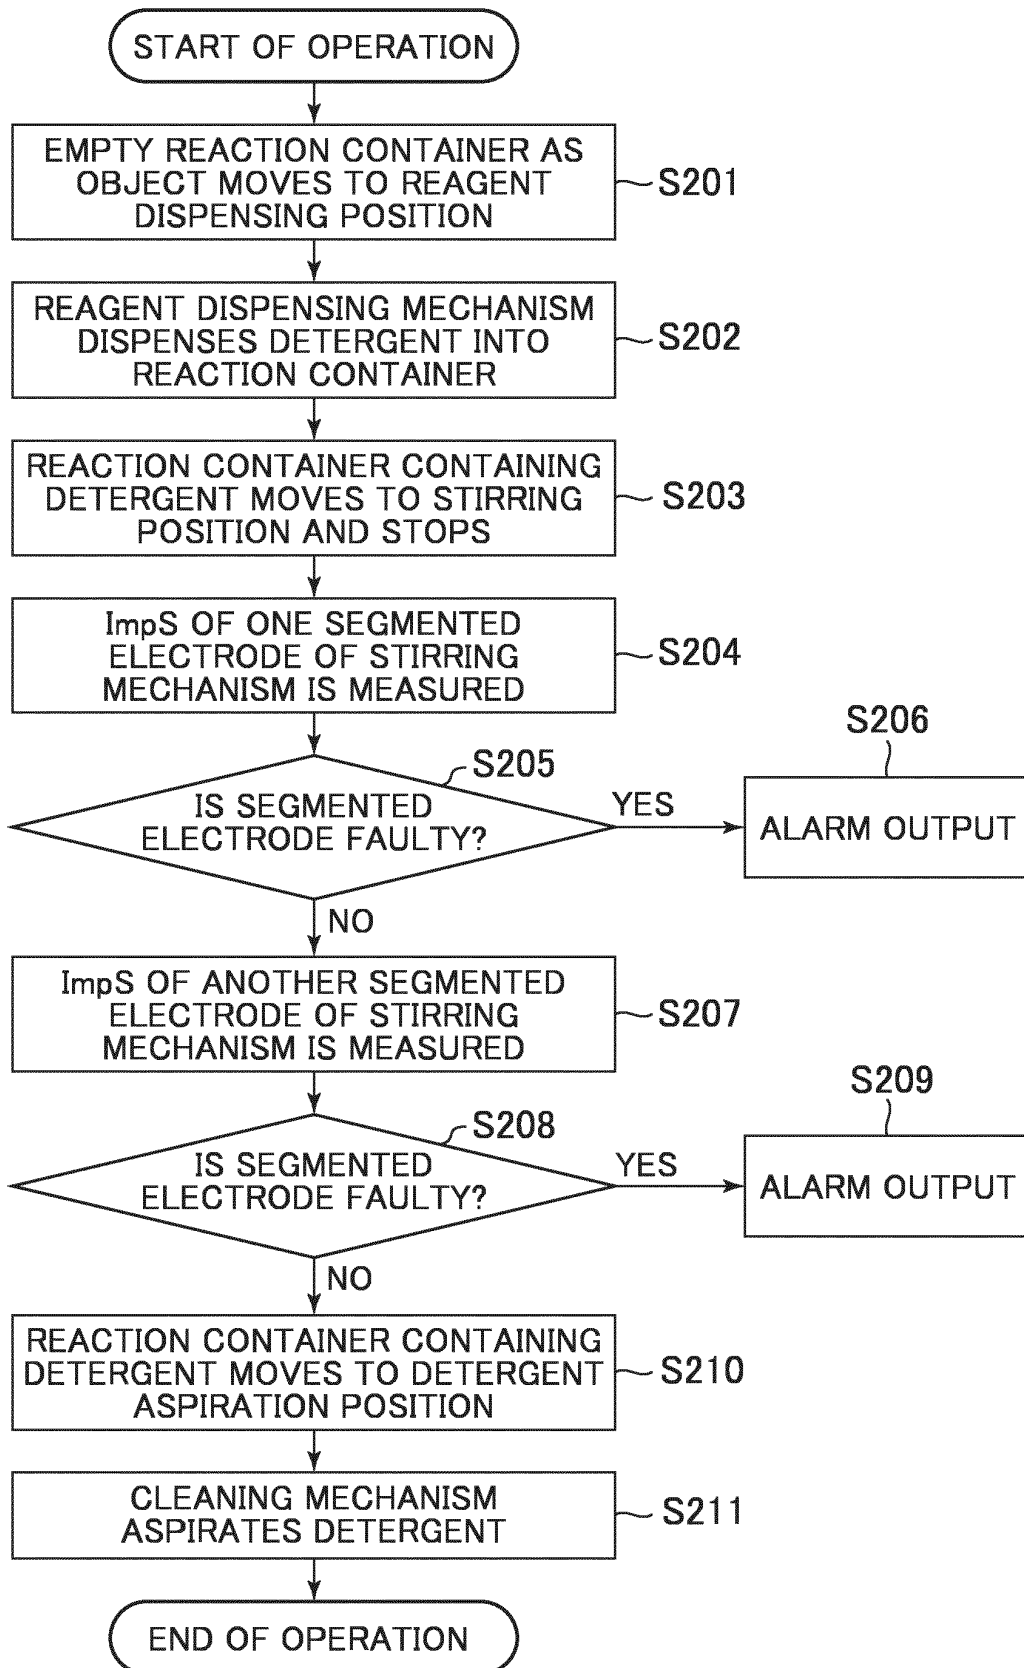 START OF OPERATION
EMPTY REACTION CONTAINER AS
OBJECT MOVES TO REAGENT
DISPENSING POSITION
S201
REAGENT DISPENSING MECHANISM
DISPENSES DETERGENT INTO
REACTION CONTAINER
S202
REACTION CONTAINER CONTAINING
DETERGENT MOVES TO STIRRING
POSITION AND STOPS
S203
ImpS OF ONE SEGMENTED
ELECTRODE OF STIRRING
MECHANISM IS MEASURED
S204
S205
IS SEGMENTED
ELECTRODE FAULTY?
YES
S206
ALARM OUTPUT
NO
ImpS OF ANOTHER SEGMENTED
ELECTRODE OF STIRRING
MECHANISM IS MEASURED
S207
S208
IS SEGMENTED
ELECTRODE FAULTY?
YES
S209
ALARM OUTPUT
NO
REACTION CONTAINER CONTAINING
DETERGENT MOVES TO DETERGENT
ASPIRATION POSITION
S210
CLEANING MECHANISM
ASPIRATES DETERGENT
S211
END OF OPERATION